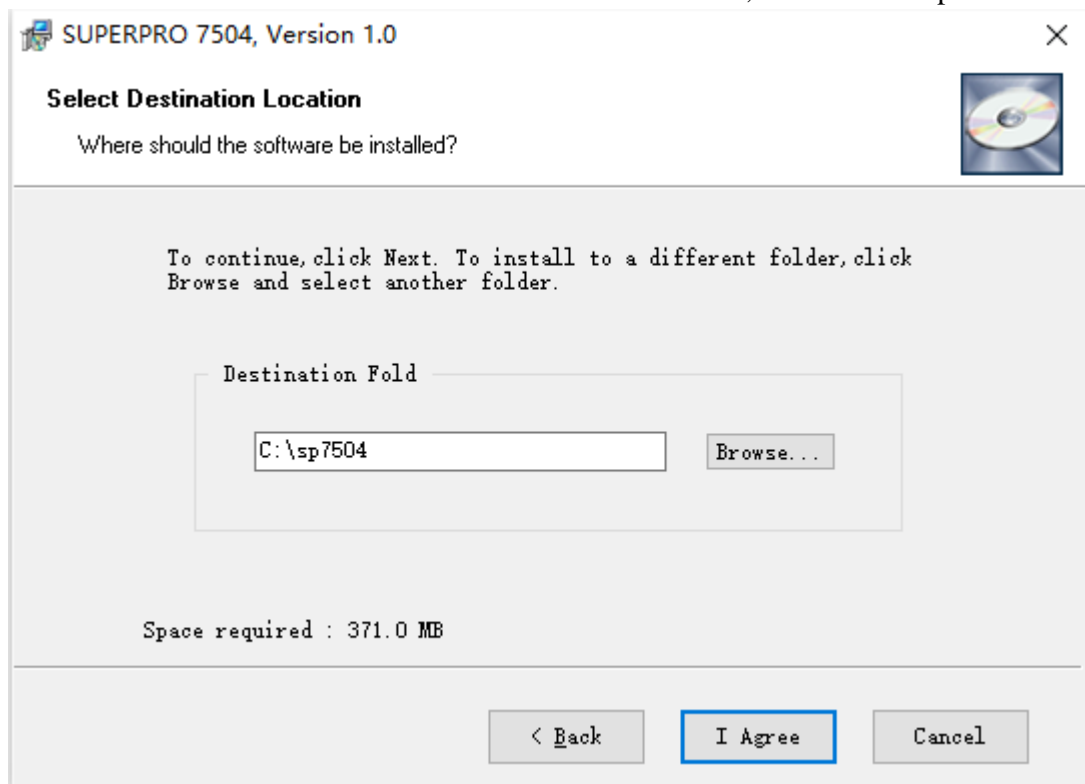 SUPERPRO 7504, Version 1.0
Select Destination Location
Where should the software be installed?
To continue,click Next. To install to a different folder,click
Browse and select another folder.
Destination Fold
C:\sp7504
Browse...
Space required : 371.0 MB
< Back
I Agree
Cancel